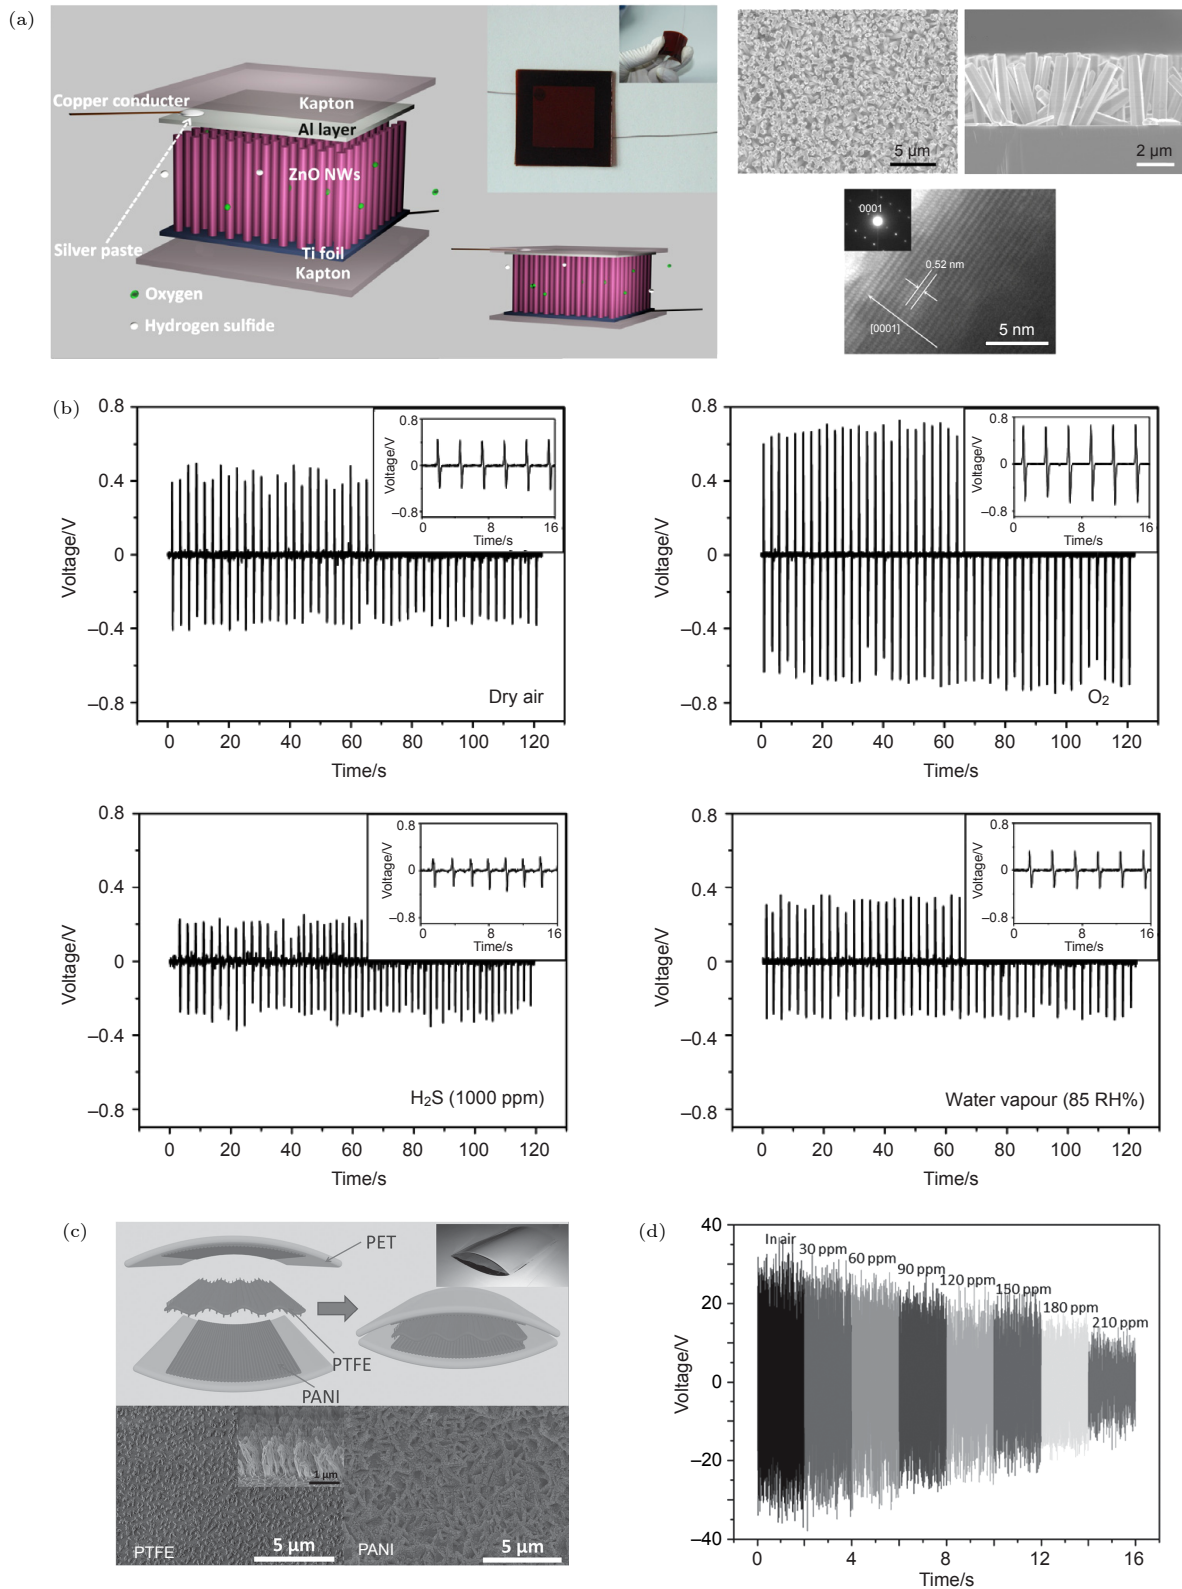 (a)
Copper conducter
Kapton
Al layer
ZnO NWs
Silver paste
Ti foil
Kapton
Oxygen
Hydrogen sulfide
5 µm
2 µm
0001
0.52 nm
[0001]
5 nm
(b)
0.8
0.4
0
–0.4
–0.8
Voltage/V
0 20 40 60 80 100 120
Time/s
Dry air
0.8
0
–0.8
Voltage/V
0 8 16
Time/s
0.8
0.4
0
–0.4
–0.8
Voltage/V
0 20 40 60 80 100 120
Time/s
O2
0.8
0
–0.8
Voltage/V
0 8 16
Time/s
0.8
0.4
0
–0.4
–0.8
Voltage/V
0 20 40 60 80 100 120
Time/s
H2S (1000 ppm)
0.8
0
–0.8
Voltage/V
0 4 8 12 16
Time/s
0.8
0.4
0
–0.4
–0.8
Voltage/V
0 20 40 60 80 100 120
Time/s
Water vapour (85 RH%)
0.8
0
–0.8
Voltage/V
0 4 8 12 16
Time/s
(c)
PET
PTFE
PANI
1 µm
PTFE
5 µm
PANI
5 µm
(d)
40
20
0
–20
–40
Voltage/V
In air
30 ppm
60 ppm
90 ppm
120 ppm
150 ppm
180 ppm
210 ppm
0 4 8 12 16
Time/s